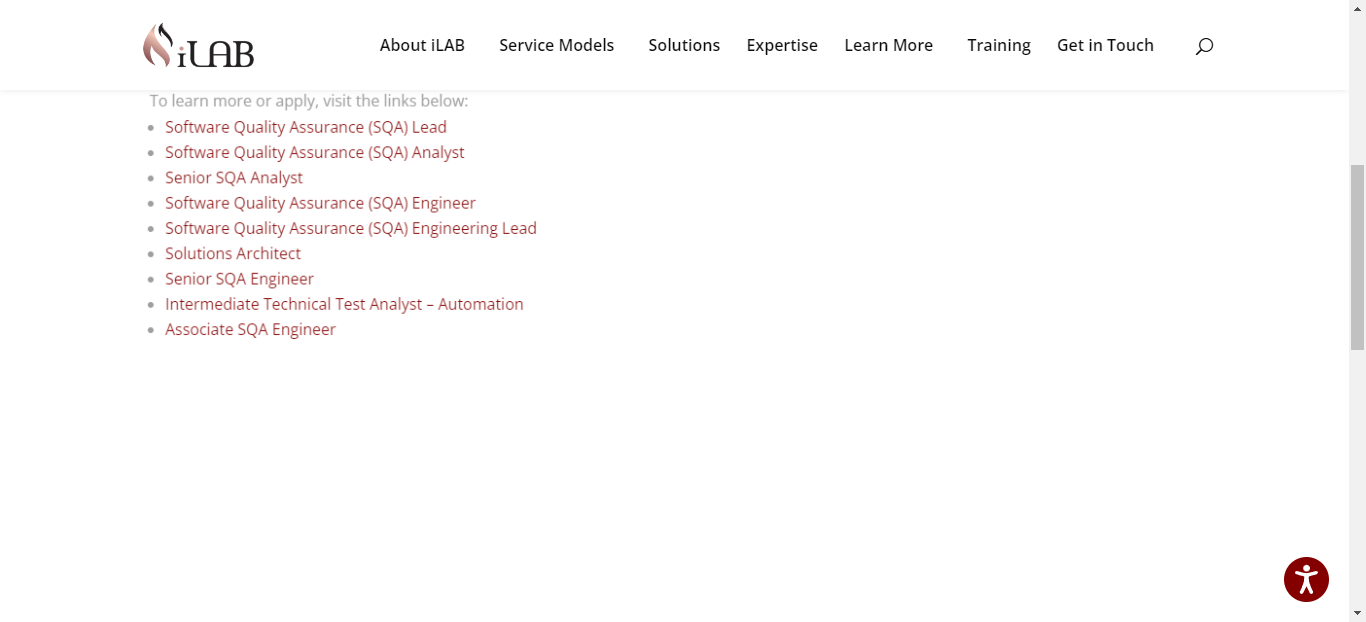 iLAB
About iLAB Service Models Solutions Expertise Learn More Training Get in Touch
To learn more or apply, visit the links below:
Software Quality Assurance (SQA) Lead
Software Quality Assurance (SQA) Analyst
Senior SQA Analyst
Software Quality Assurance (SQA) Engineer
Software Quality Assurance (SQA) Engineering Lead
Solutions Architect
Senior SQA Engineer
Intermediate Technical Test Analyst – Automation
Associate SQA Engineer